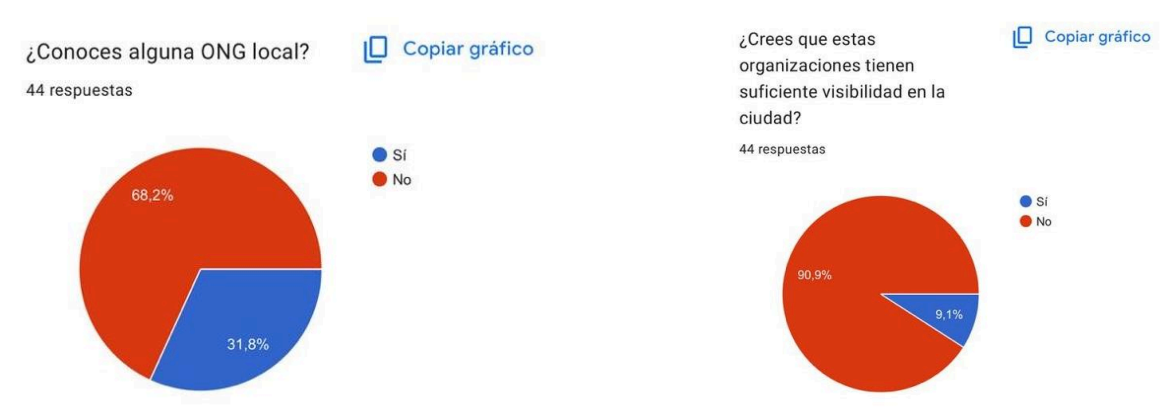 ¿Conoces alguna ONG local?
Copiar gráfico
44 respuestas
Sí
No
68,2%
31,8%
¿Crees que estas
organizaciones tienen
suficiente visibilidad en la
ciudad?
Copiar gráfico
44 respuestas
Sí
No
90,9%
9,1%